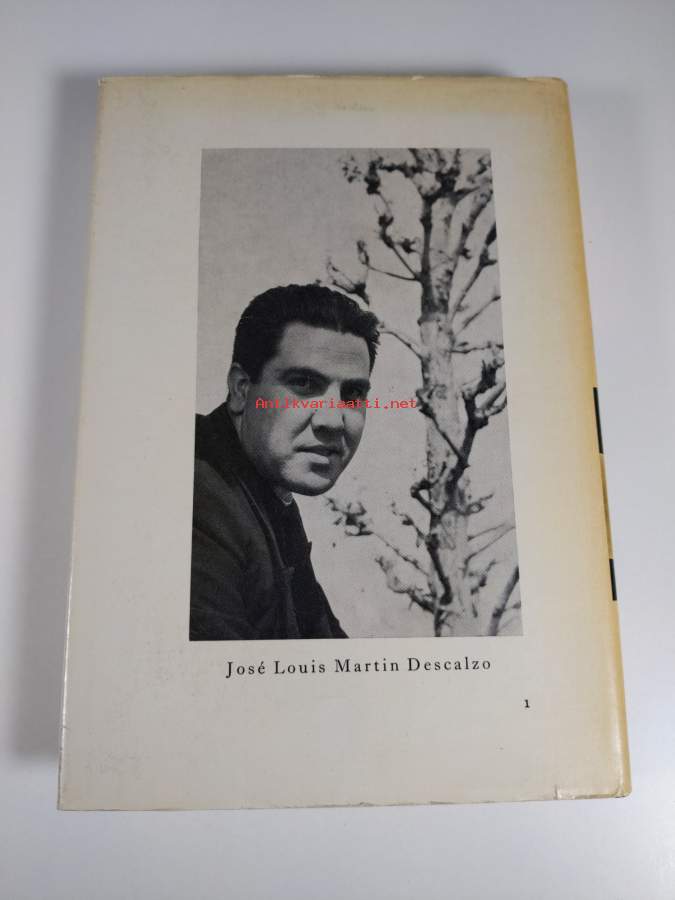 Antikvariaatti.net
José Louis Martin Descalzo
1